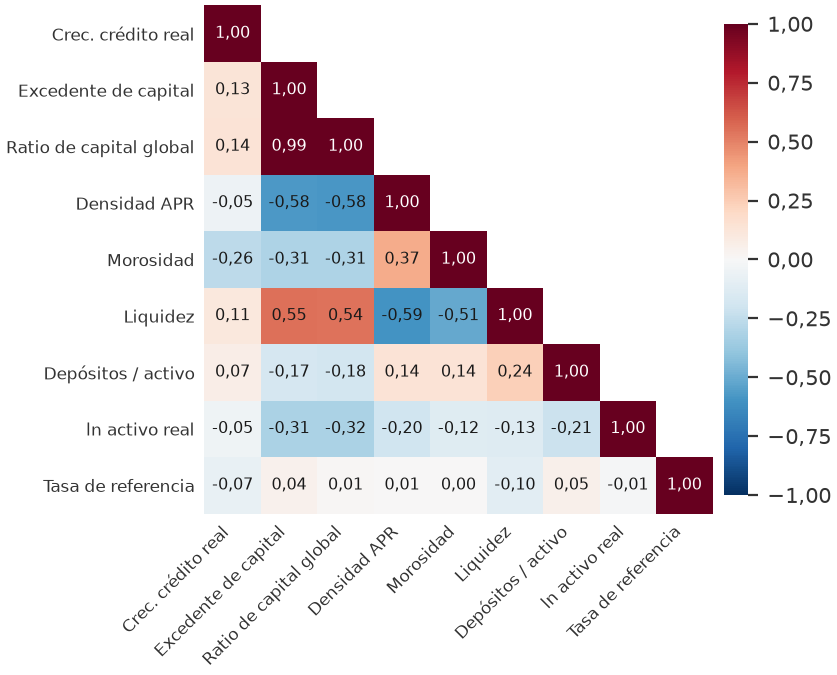 Crec. crédito real 1,00
Excedente de capital 0,13 1,00
Ratio de capital global 0,14 0,99 1,00
Densidad APR -0,05 -0,58 -0,58 1,00
Morosidad -0,26 -0,31 -0,31 0,37 1,00
Liquidez 0,11 0,55 0,54 -0,59 -0,51 1,00
Depósitos / activo 0,07 -0,17 -0,18 0,14 0,14 0,24 1,00
ln activo real -0,05 -0,31 -0,32 -0,20 -0,12 -0,13 -0,21 1,00
Tasa de referencia -0,07 0,04 0,01 0,01 0,00 -0,10 0,05 -0,01 1,00
Crec. crédito real
Excedente de capital
Ratio de capital global
Densidad APR
Morosidad
Liquidez
Depósitos / activo
ln activo real
Tasa de referencia
1,00
0,75
0,50
0,25
0,00
−0,25
−0,50
−0,75
−1,00